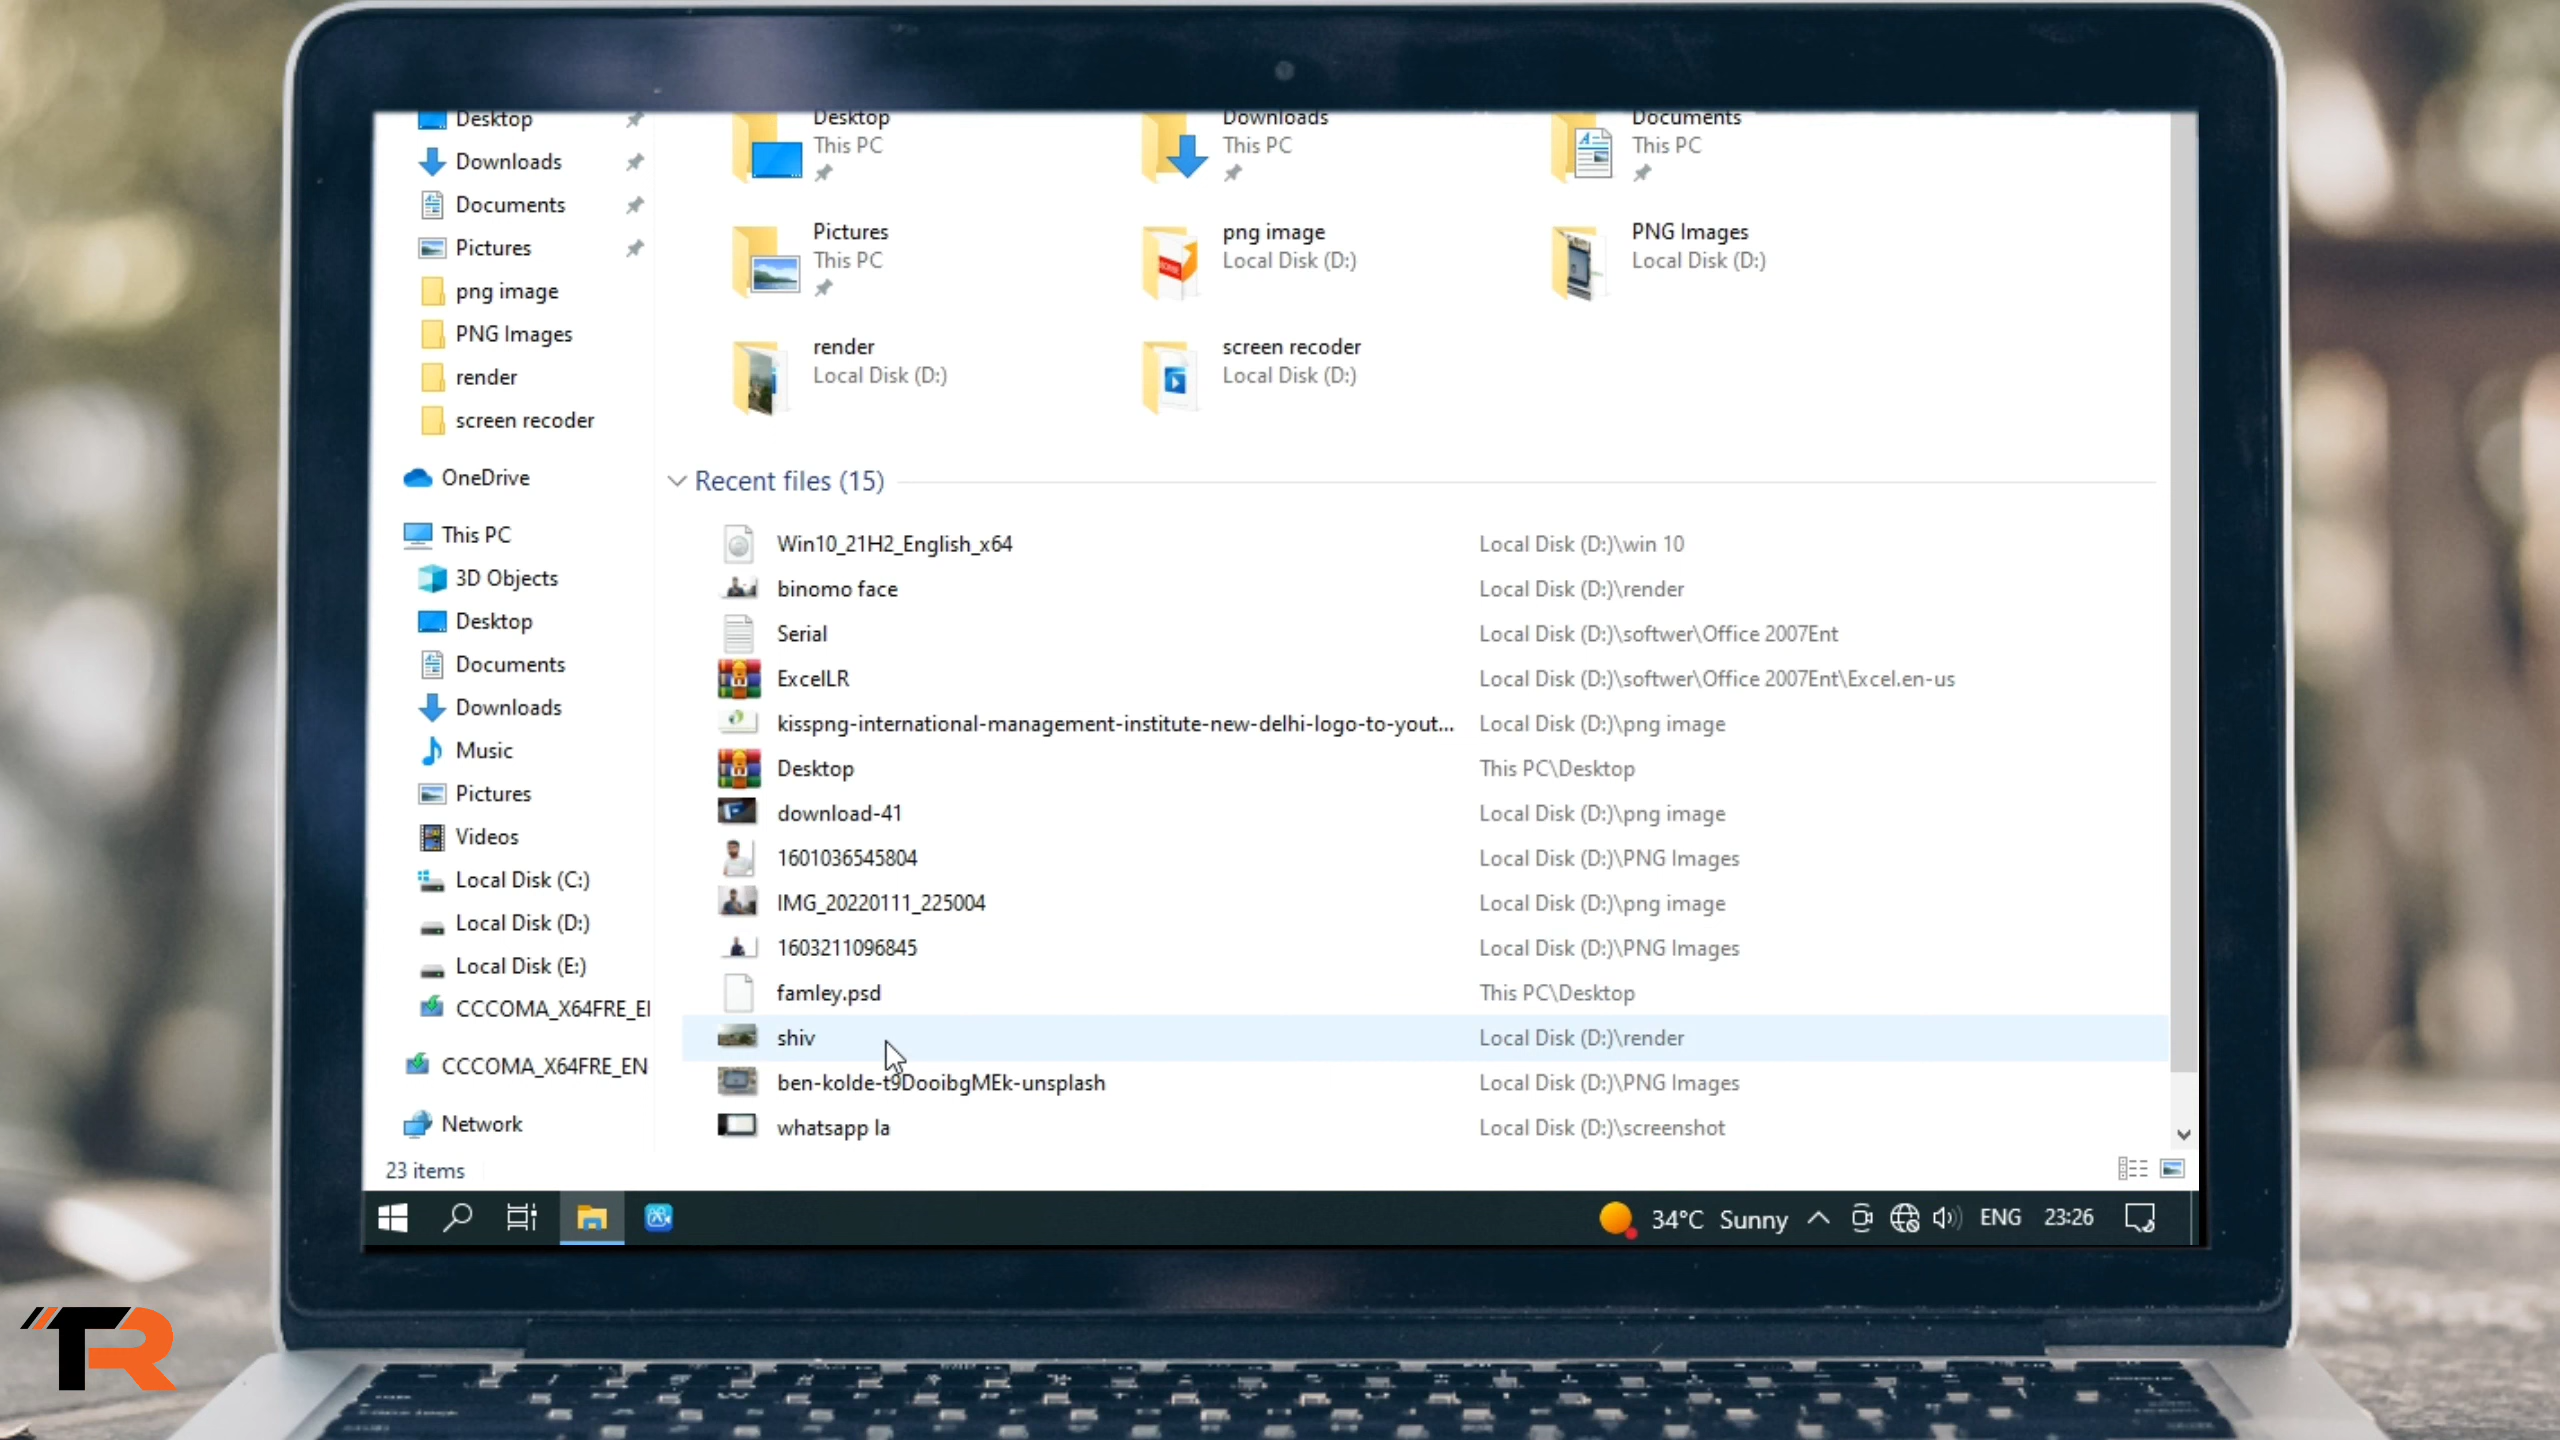 Desktop
Downloads
Documents
Pictures
png image
PNG Images
render
screen recoder
OneDrive
This PC
3D Objects
Desktop
Documents
Downloads
Music
Pictures
Videos
Local Disk (C:)
Local Disk (D:)
Local Disk (E:)
CCCOMA_X64FRE_EI
CCCOMA_X64FRE_EN
Network
Desktop
This PC
Downloads
This PC
Documents
This PC
Pictures
This PC
png image
Local Disk (D:)
PNG Images
Local Disk (D:)
render
Local Disk (D:)
screen recoder
Local Disk (D:)
Recent files (15)
Win10_21H2_English_x64 Local Disk (D:)\win 10
binomo face Local Disk (D:)\render
Serial Local Disk (D:)\softwer\Office 2007Ent
ExcelLR Local Disk (D:)\softwer\Office 2007Ent\Excel.en-us
kisspng-international-management-institute-new-delhi-logo-to-yout... Local Disk (D:)\png image
Desktop This PC\Desktop
download-41 Local Disk (D:)\png image
1601036545804 Local Disk (D:)\PNG Images
IMG_20220111_225004 Local Disk (D:)\png image
1603211096845 Local Disk (D:)\PNG Images
famley.psd This PC\Desktop
shiv Local Disk (D:)\render
ben-kolde-t9DooibgMEk-unsplash Local Disk (D:)\PNG Images
whatsapp la Local Disk (D:)\screenshot
23 items
34°C Sunny ENG 23:26
TR